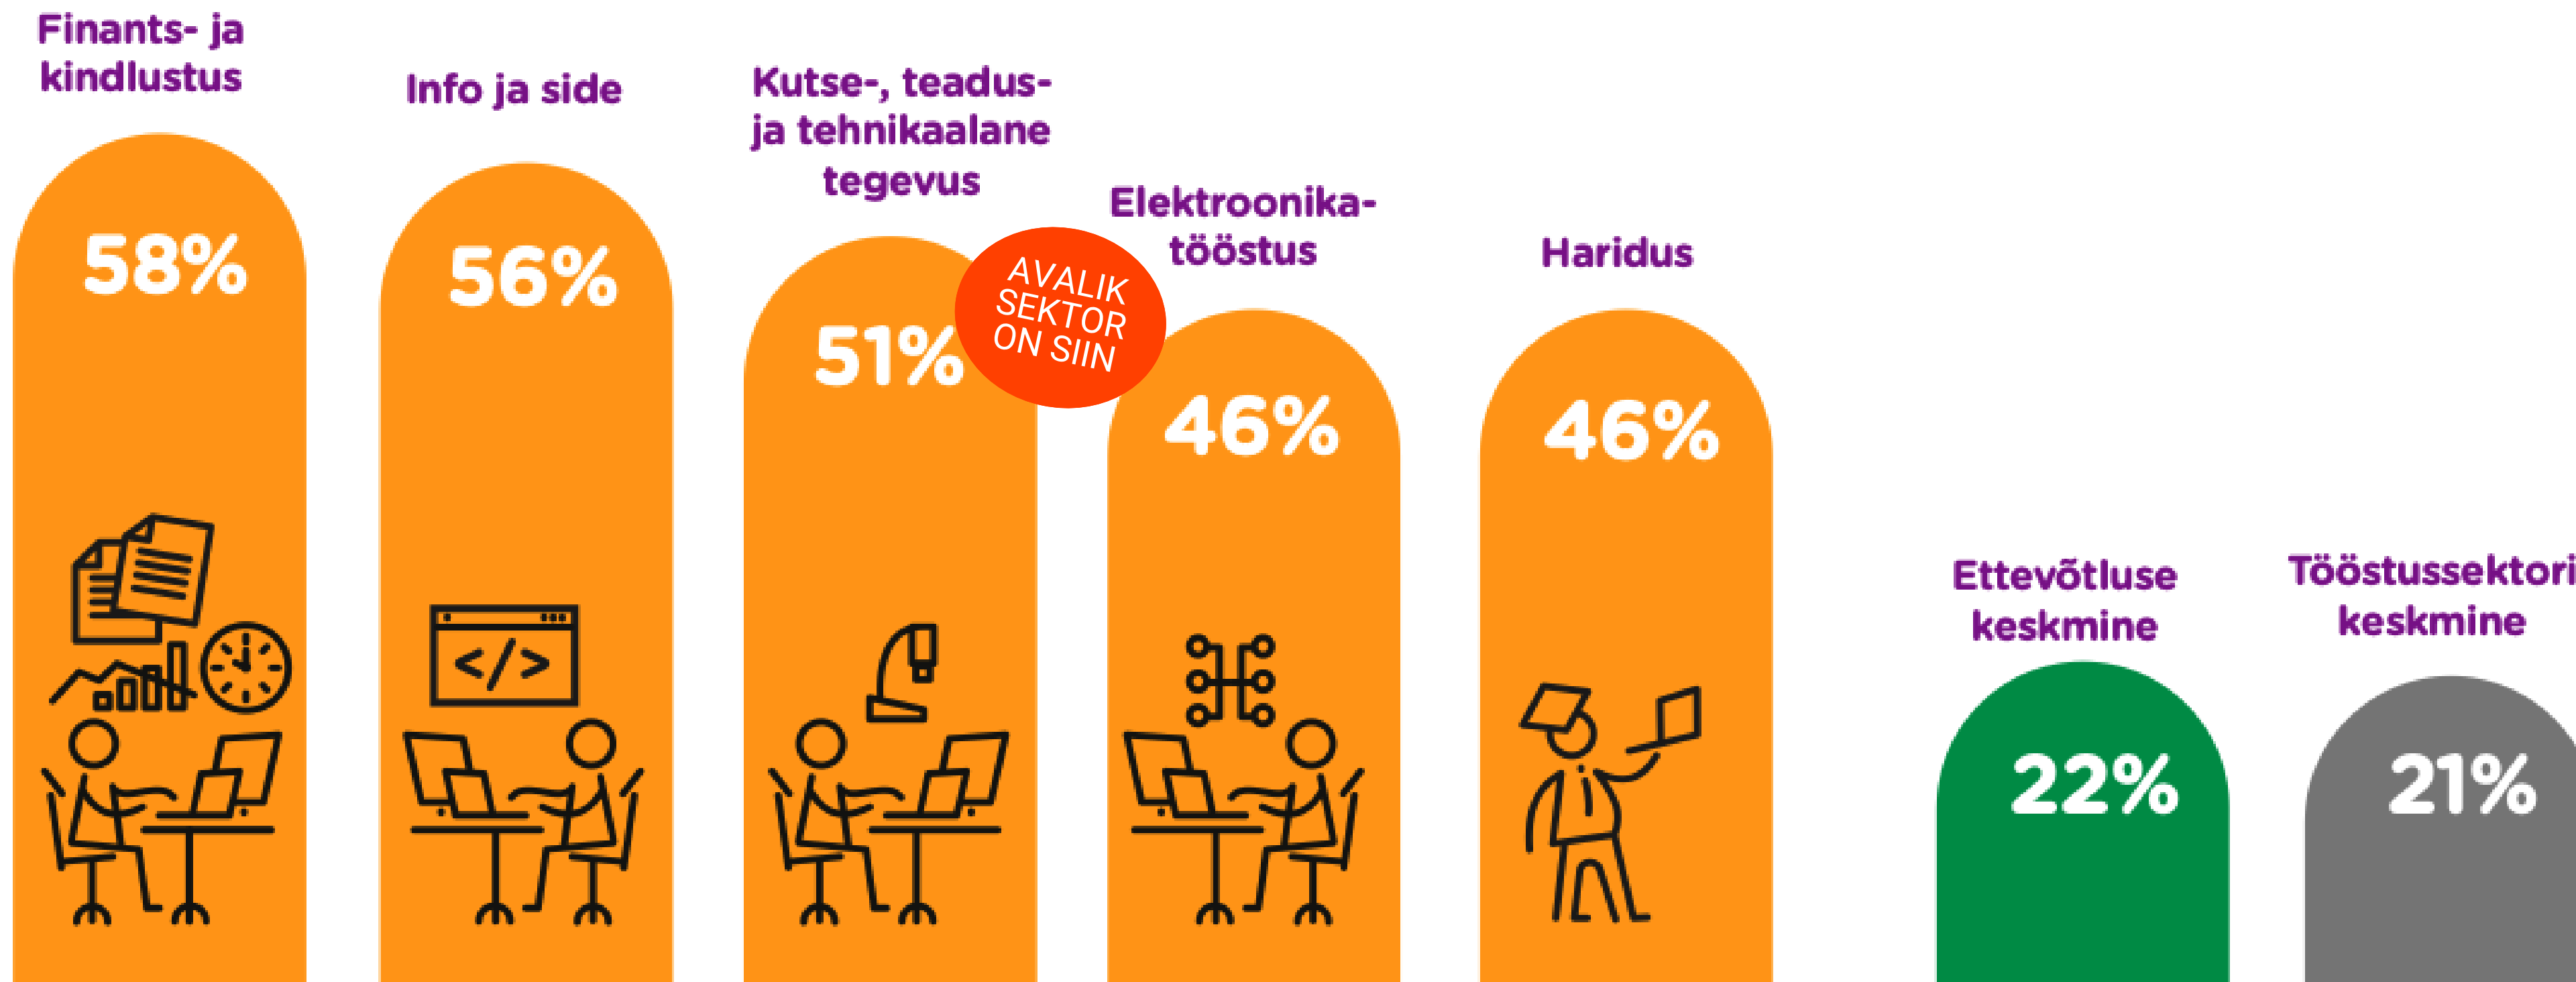 Finants- ja
kindlustus
58%
Info ja side
56%
Kutse-, teadus-
ja tehnikaalane
tegevus
51%
AVALIK
SEKTOR
ON SIIN
Elektroonika-
tööstus
46%
Haridus
46%
</>
Ettevõtluse
keskmine
22%
Tööstussektori
keskmine
21%